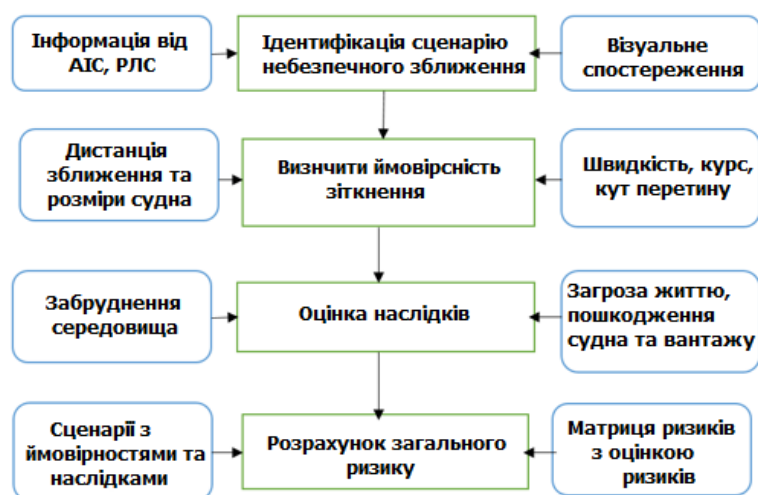 Інформація від
АІС, РЛС
Ідентифікація сценарію
небезпечного зближення
Візуальне
спостереження
Дистанція
зближення та
розміри судна
Визнчити ймовірсність
зіткнення
Швидкість, курс,
кут перетину
Забруднення
середовища
Оцінка наслідків
Загроза життю,
пошкодження
судна та вантажу
Сценарії з
ймовірностями та
наслідками
Розрахунок загального
ризику
Матриця ризиків
з оцінкою
ризиків